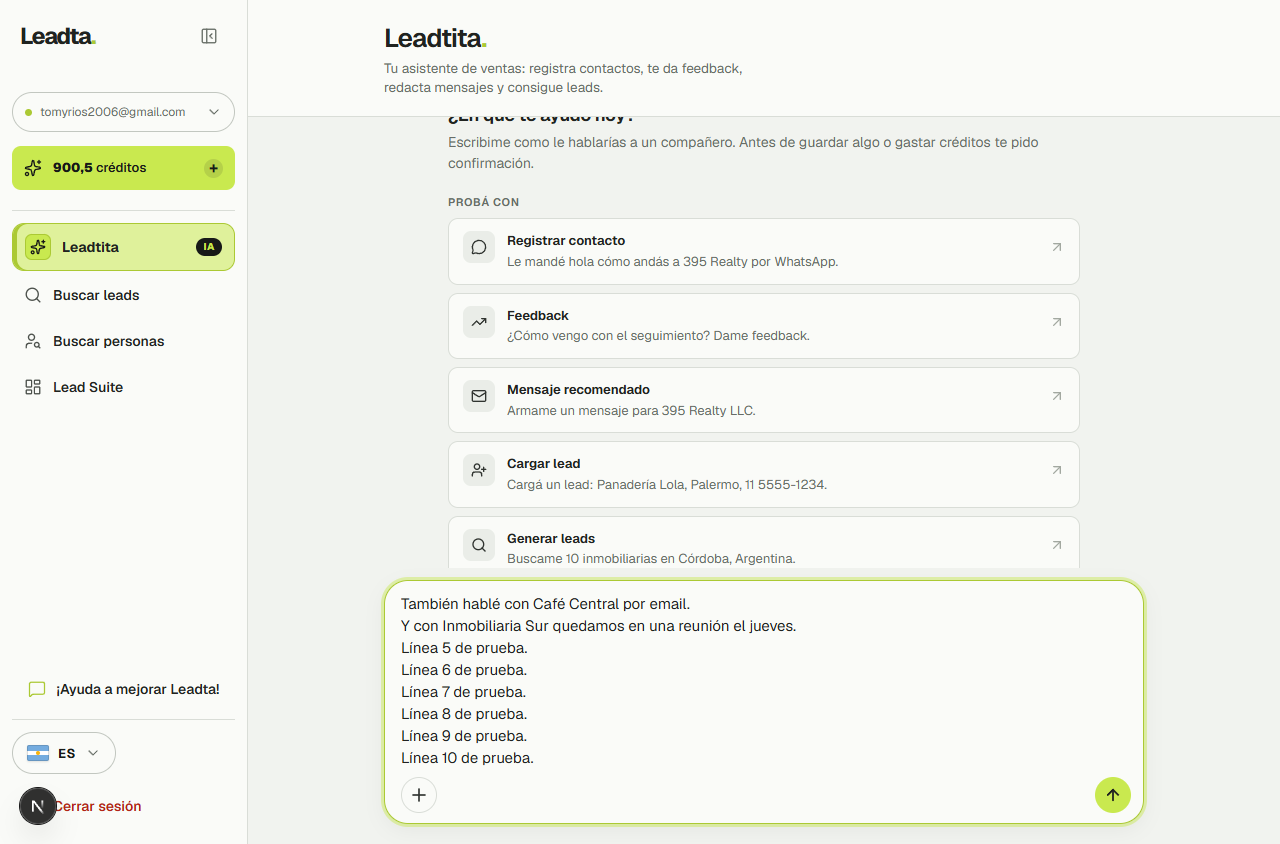 Leadta.
tomyrios2006@gmail.com
900,5 créditos
+
Leadtita
IA
Buscar leads
Buscar personas
Lead Suite
¡Ayuda a mejorar Leadta!
ES
N
Cerrar sesión
Leadtita.
Tu asistente de ventas: registra contactos, te da feedback,
redacta mensajes y consigue leads.
¿En qué te ayudo hoy?
Escribime como le hablarías a un compañero. Antes de guardar algo o gastar créditos te pido
confirmación.
PROBÁ CON
Registrar contacto
Le mandé hola cómo andás a 395 Realty por WhatsApp.
Feedback
¿Cómo vengo con el seguimiento? Dame feedback.
Mensaje recomendado
Armame un mensaje para 395 Realty LLC.
Cargar lead
Cargá un lead: Panadería Lola, Palermo, 11 5555-1234.
Generar leads
Buscame 10 inmobiliarias en Córdoba, Argentina.
También hablé con Café Central por email.
Y con Inmobiliaria Sur quedamos en una reunión el jueves.
Línea 5 de prueba.
Línea 6 de prueba.
Línea 7 de prueba.
Línea 8 de prueba.
Línea 9 de prueba.
Línea 10 de prueba.